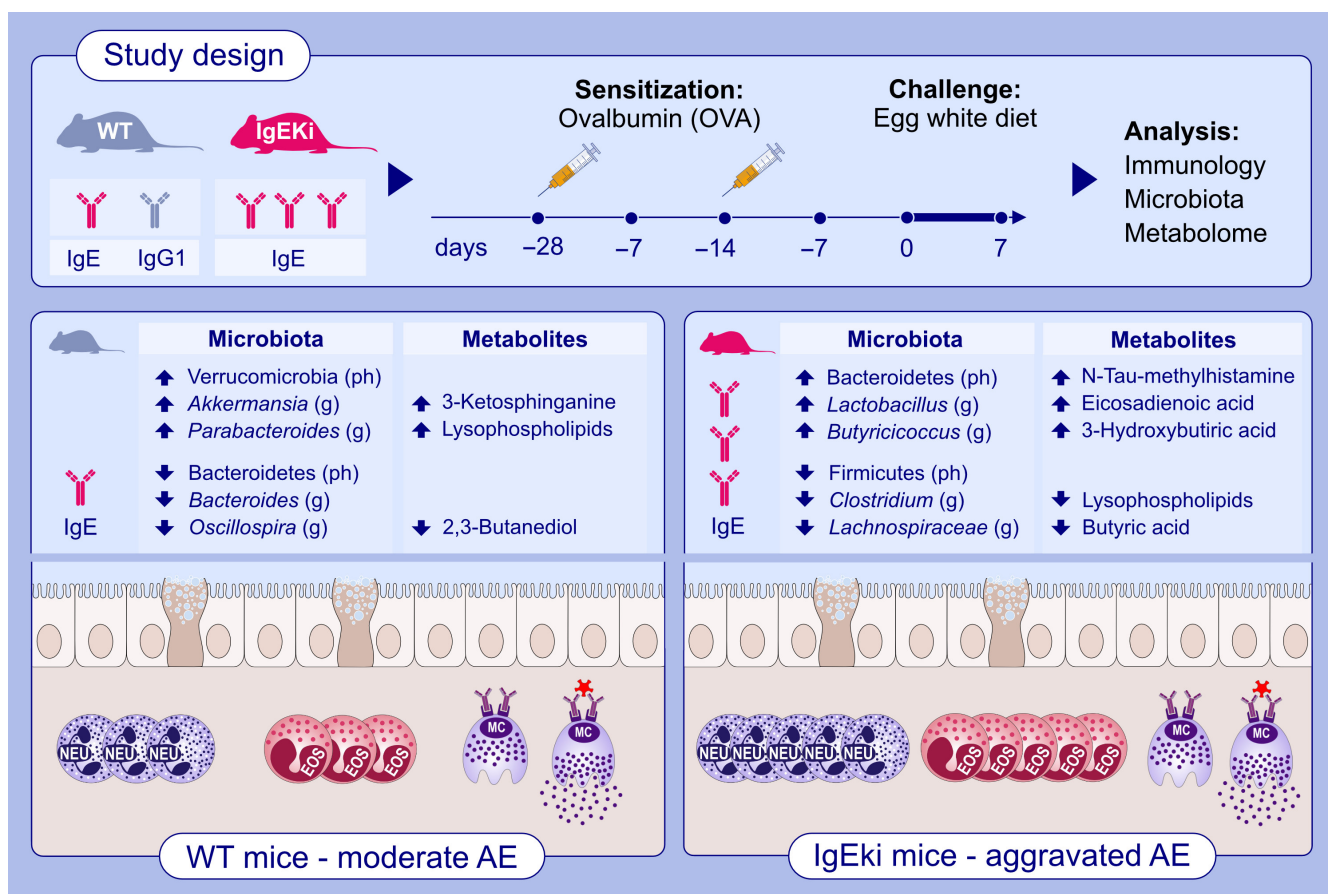 Study design
WT
IgEKi
IgE
IgG1
IgE
Sensitization:
Ovalbumin (OVA)
Challenge:
Egg white diet
days
–28
–7
–14
–7
0
7
Analysis:
Immunology
Microbiota
Metabolome
Microbiota
Metabolites
Verrucomicrobia (ph)
Akkermansia (g)
3-Ketosphinganine
Parabacteroides (g)
Lysophospholipids
Bacteroidetes (ph)
Bacteroides (g)
IgE
Oscillospira (g)
2,3-Butanediol
NEU
NEU
NEU
EOS
EOS
EOS
MC
MC
WT mice - moderate AE
Microbiota
Metabolites
Bacteroidetes (ph)
N-Tau-methylhistamine
Lactobacillus (g)
Eicosadienoic acid
Butyricicoccus (g)
3-Hydroxybutiric acid
Firmicutes (ph)
Clostridium (g)
Lysophospholipids
IgE
Lachnospiraceae (g)
Butyric acid
NEU
NEU
NEU
NEU
NEU
EOS
EOS
EOS
EOS
EOS
MC
MC
IgEki mice - aggravated AE